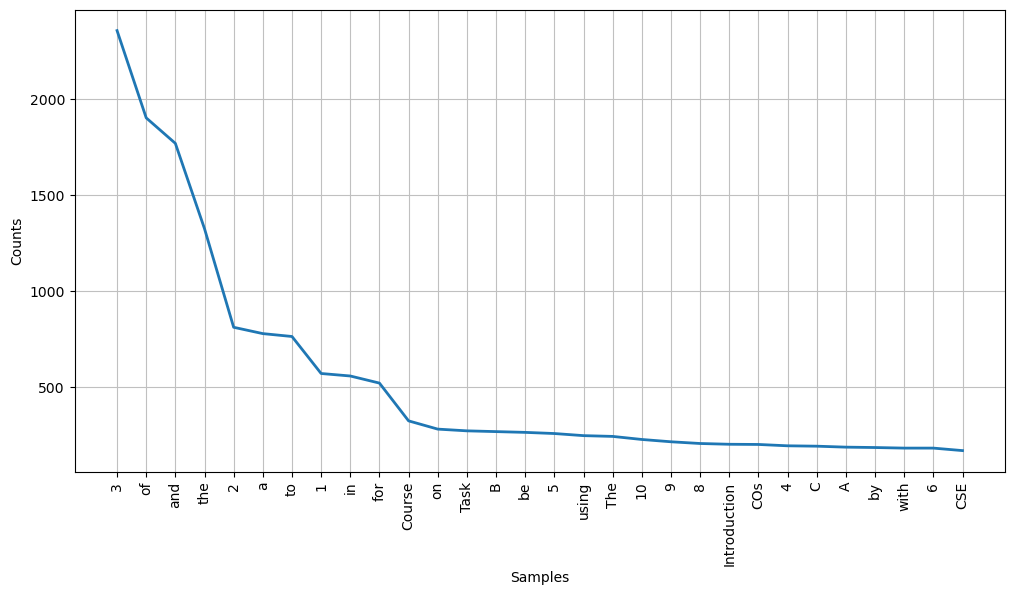 2000
1500
1000
500
Counts
3 of and the 2 a to 1 in for Course on Task B be 5 using The 10 9 8 Introduction COs 4 C A by with 6 CSE
Samples